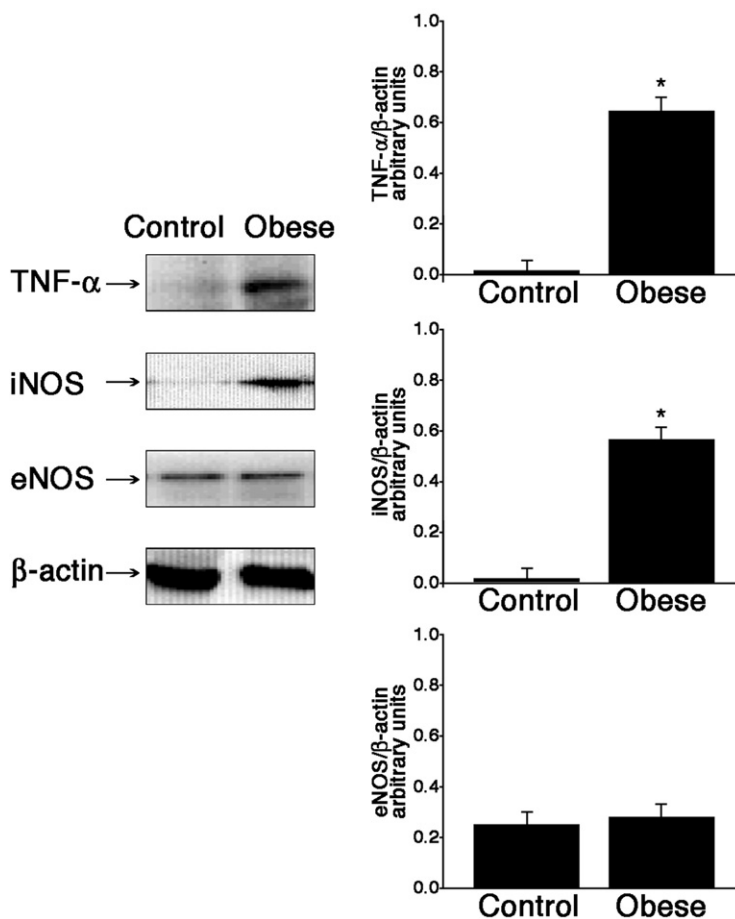 Control Obese
TNF-α
iNOS
eNOS
β-actin
TNF-α/β-actin
arbitrary units
1.0
0.8
0.6
0.4
0.2
0.0
*
Control Obese
iNOS/β-actin
arbitrary units
1.0
0.8
0.6
0.4
0.2
0.0
*
Control Obese
eNOS/β-actin
arbitrary units
1.0
0.8
0.6
0.4
0.2
0.0
Control Obese